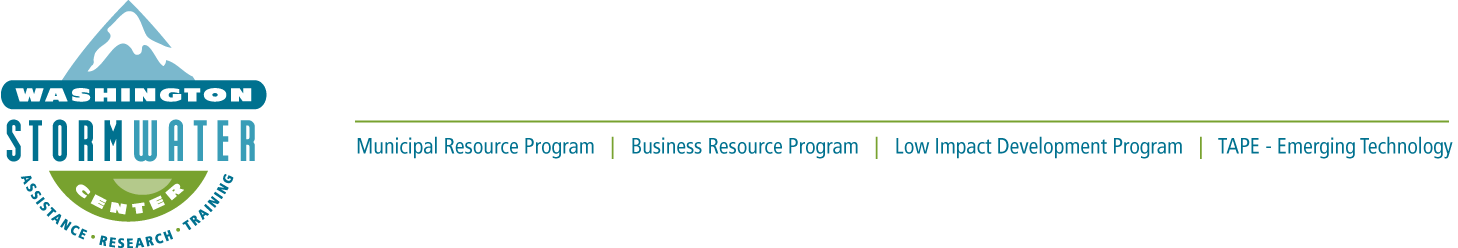 WASHINGTON
STORMWATER
CENTER
ASSISTANCE • RESEARCH • TRAINING
Municipal Resource Program | Business Resource Program | Low Impact Development Program | TAPE - Emerging Technology